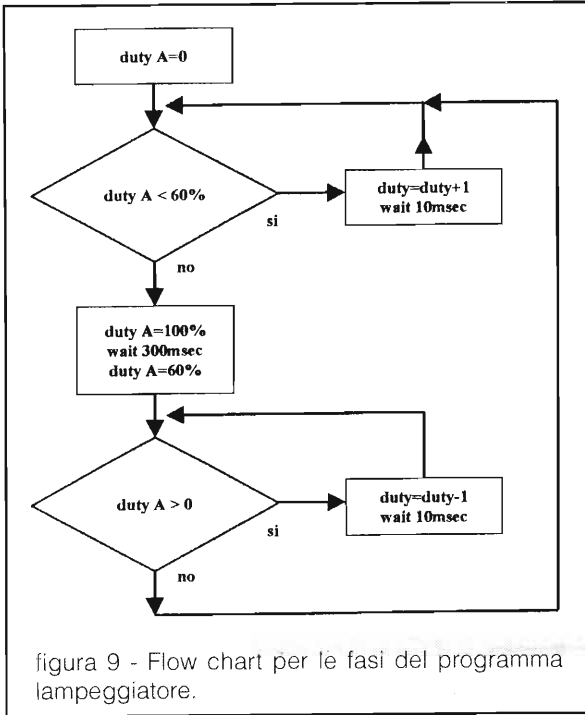 duty A=0
duty A < 60%
si
duty=duty+1
wait 10msec
no
duty A=100%
wait 300msec
duty A=60%
duty A > 0
si
duty=duty-1
wait 10msec
no
figura 9 - Flow chart per le fasi del programma
lampeggiatore.